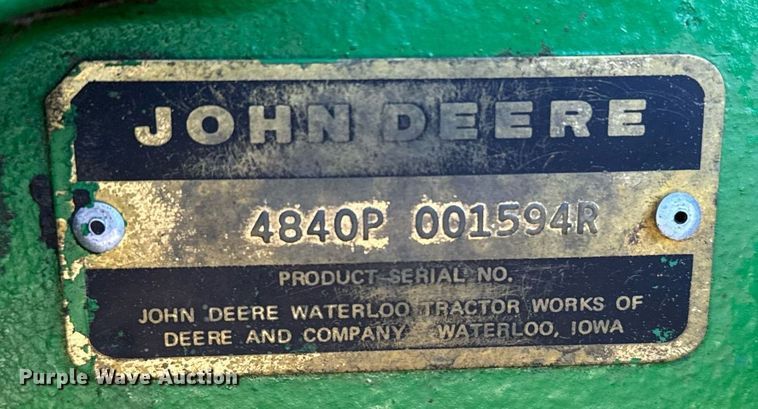 JOHN DEERE
4840P 001594R
PRODUCT SERIAL NO.
JOHN DEERE WATERLOO TRACTOR WORKS OF
DEERE AND COMPANY WATERLOO, IOWA
Purple Wave Auction